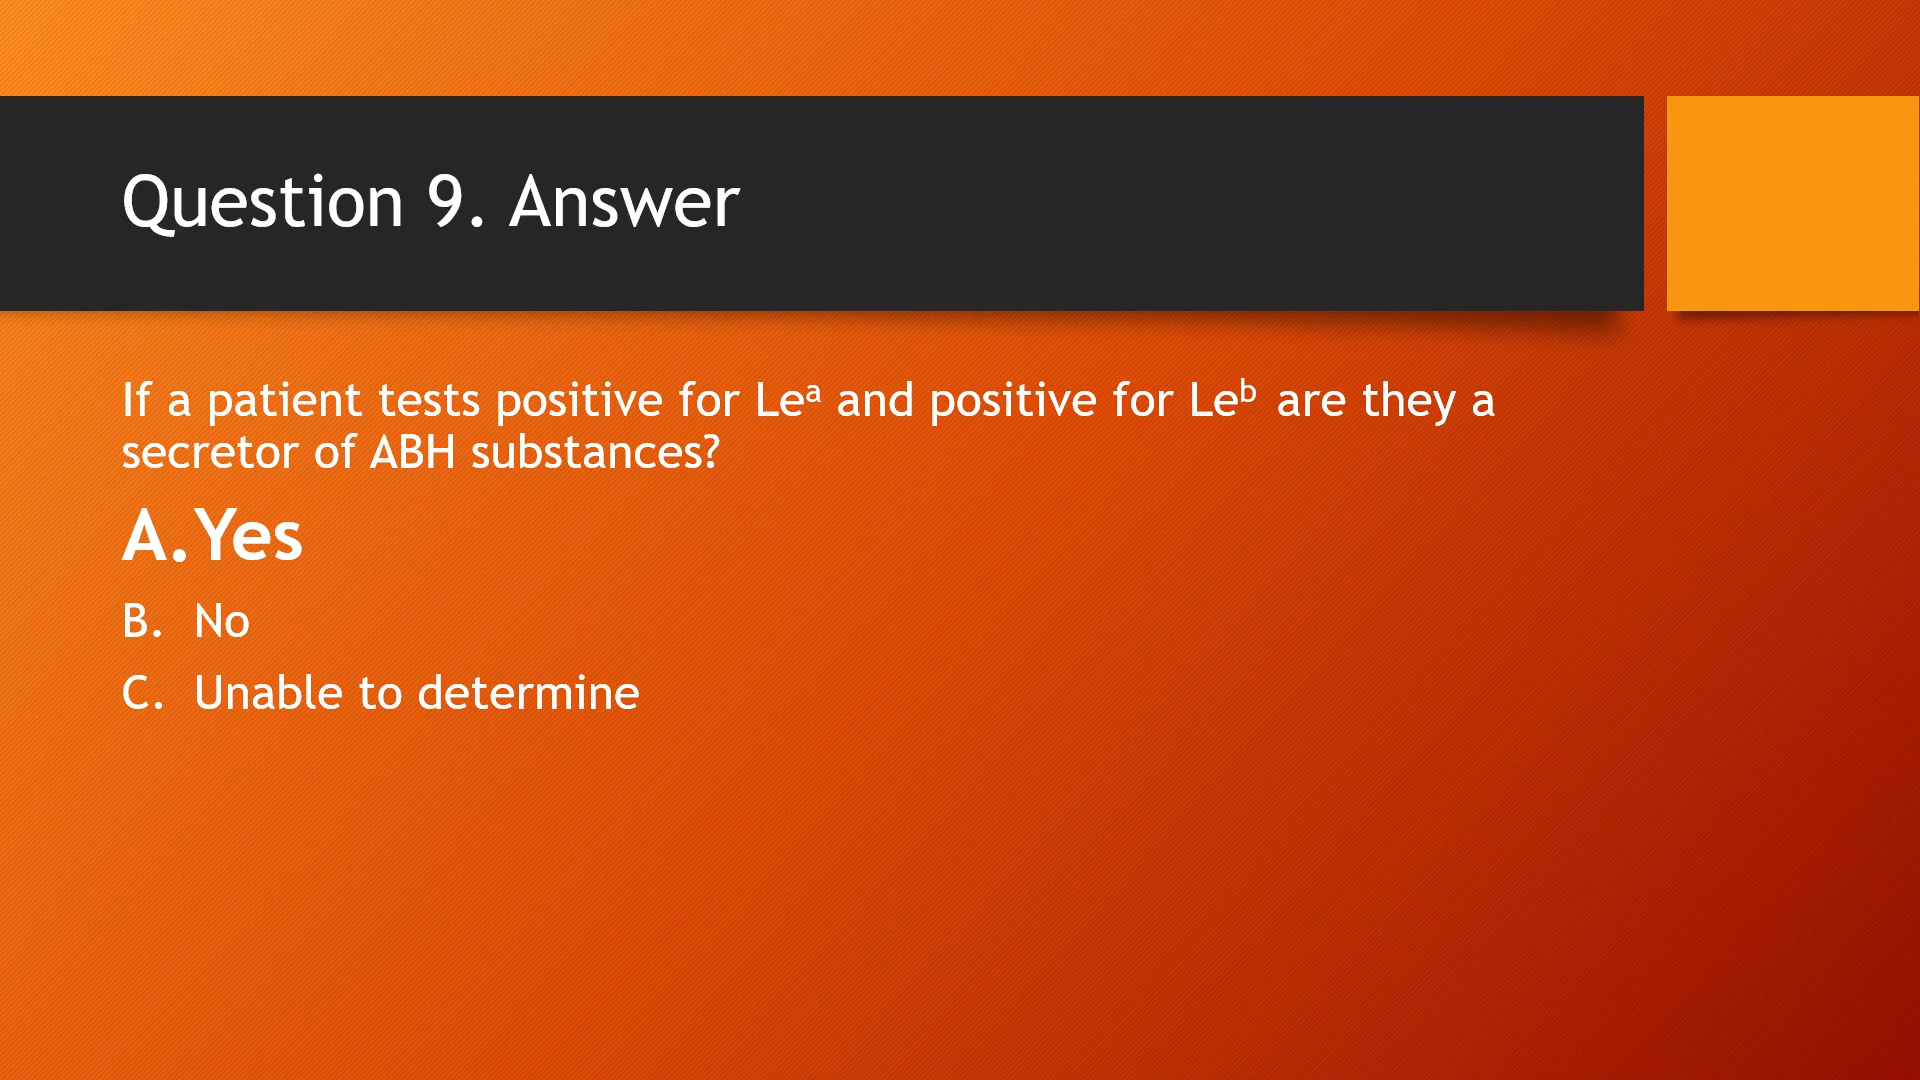 Question 9. Answer
If a patient tests positive for Leᵃ and positive for Leᵇ are they a
secretor of ABH substances?
A. Yes
B. No
C. Unable to determine